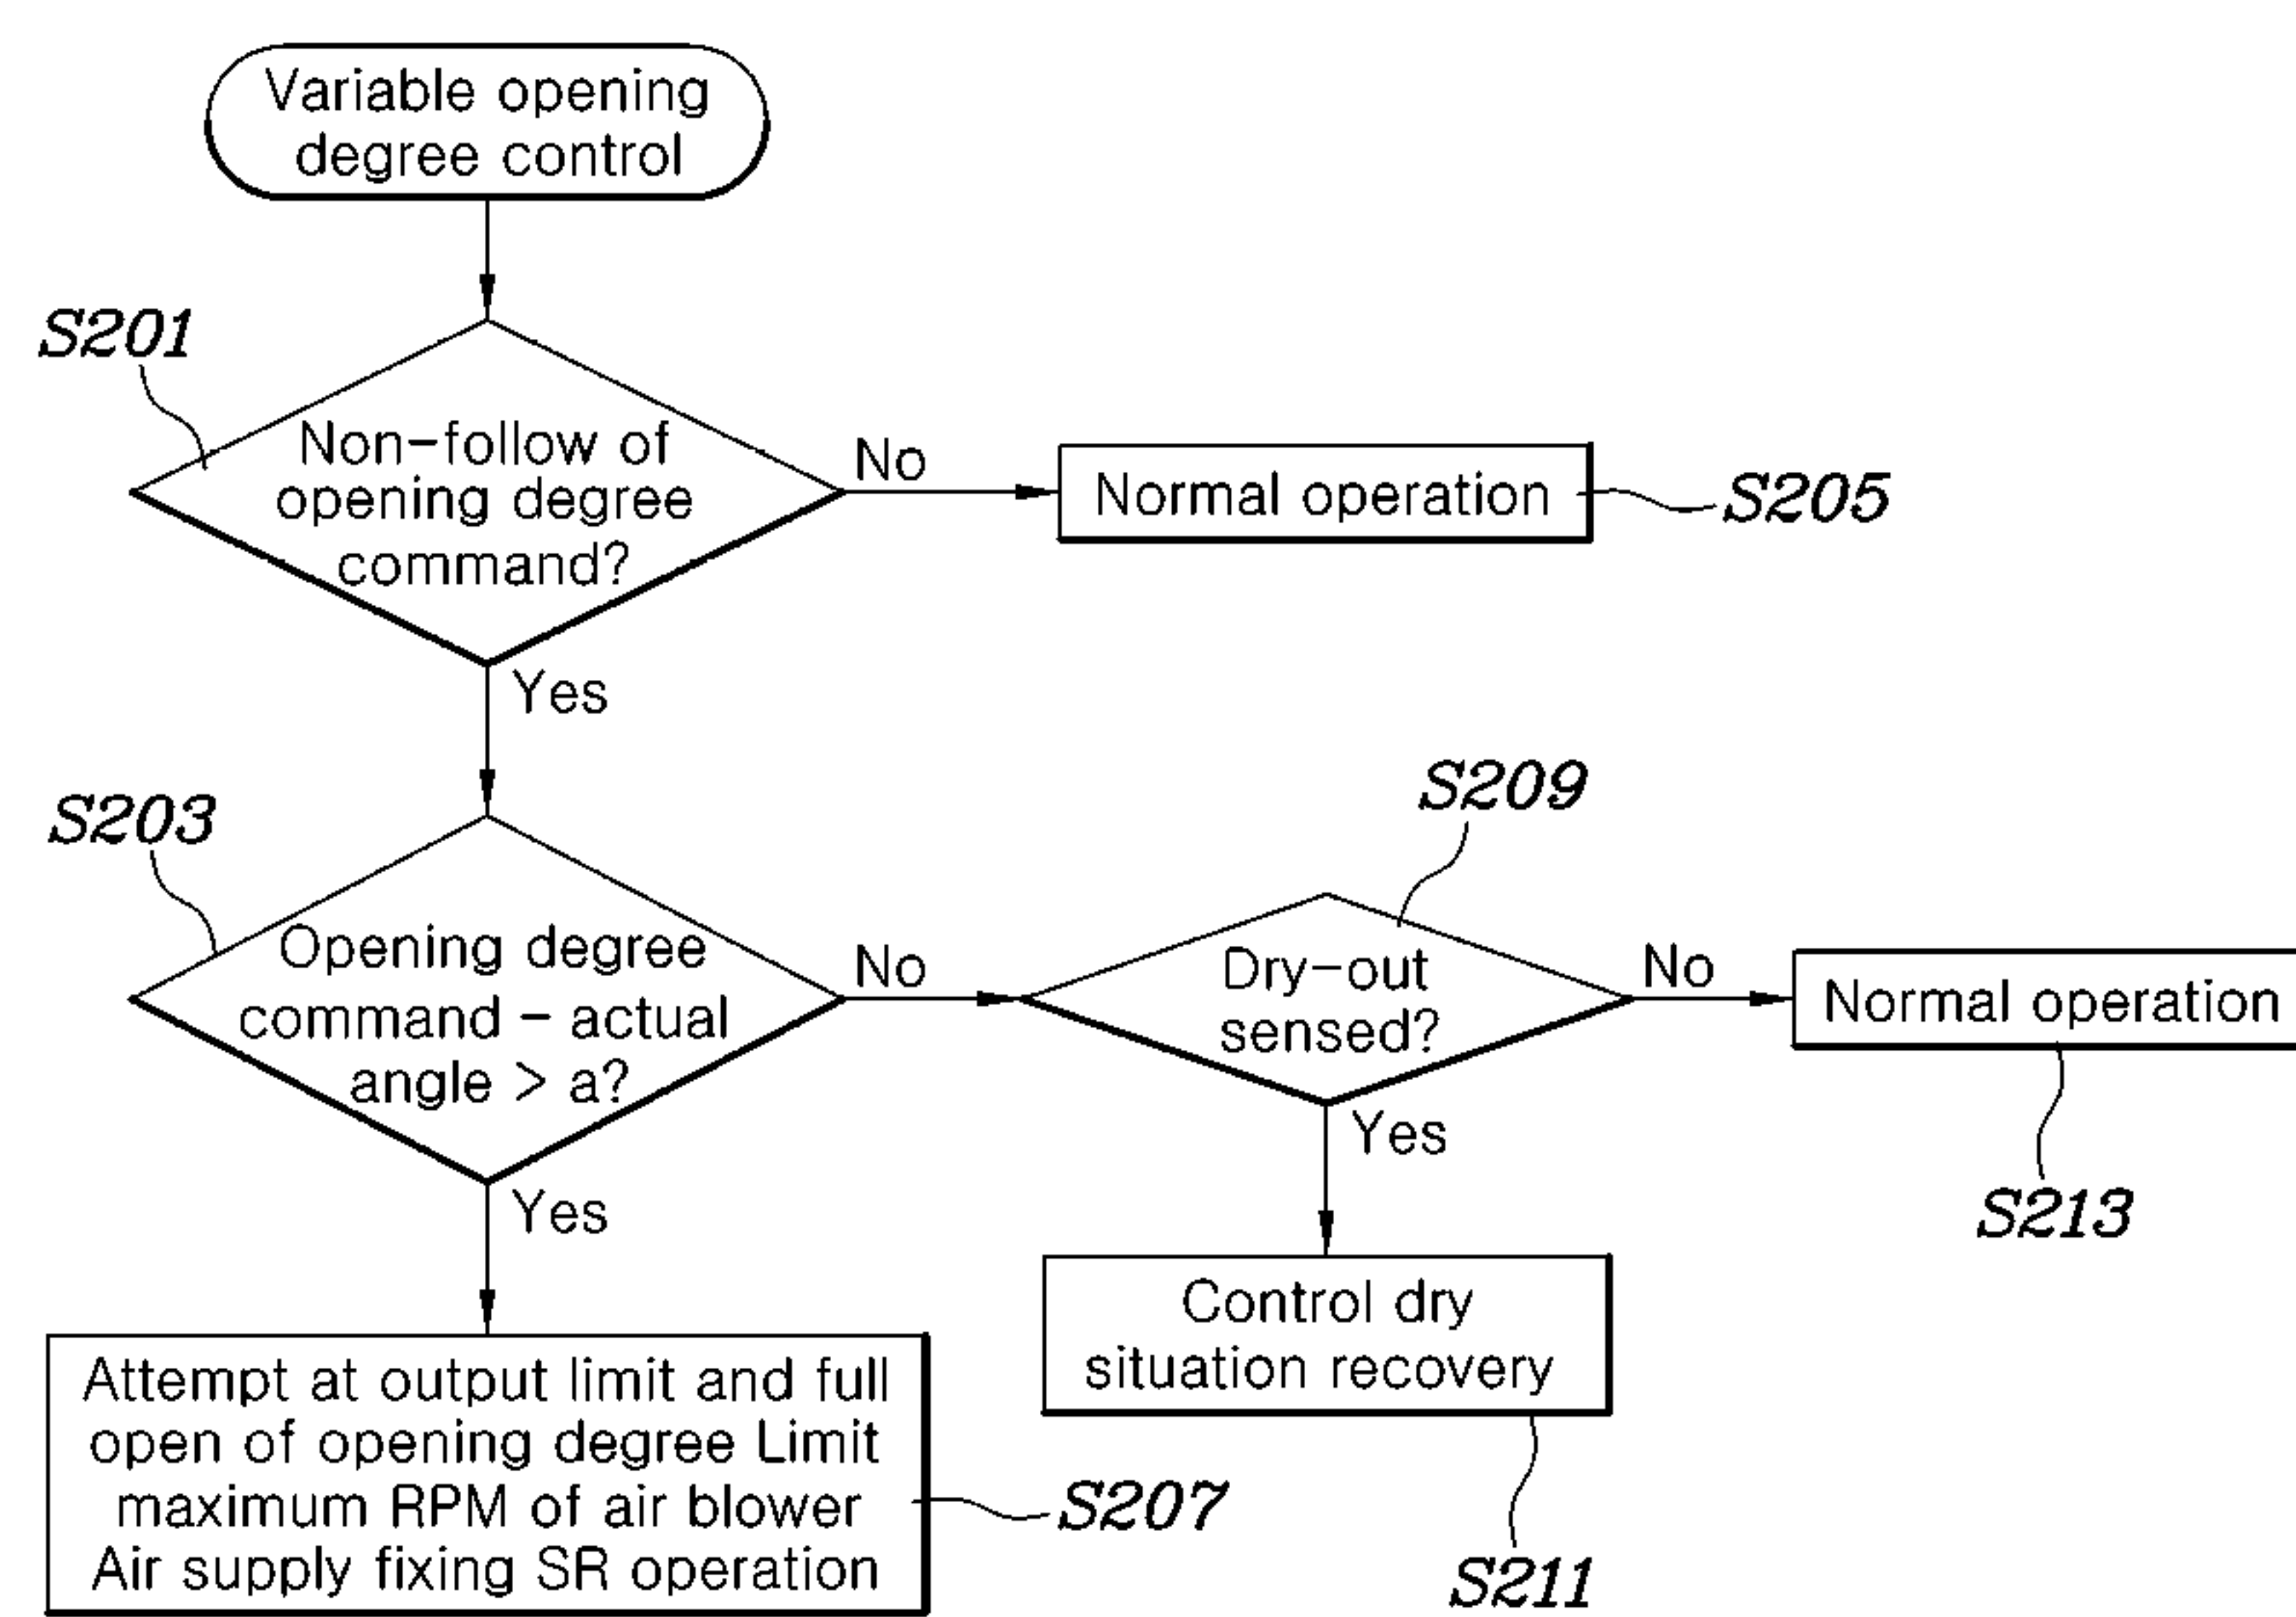 Variable opening
degree control
S201
Non-follow of
opening degree
command?
No
Normal operation
S205
Yes
S203
Opening degree
command - actual
angle > a?
No
S209
Dry-out
sensed?
No
Normal operation
S213
Yes
Yes
Control dry
situation recovery
S211
Attempt at output limit and full
open of opening degree Limit
maximum RPM of air blower
Air supply fixing SR operation
S207